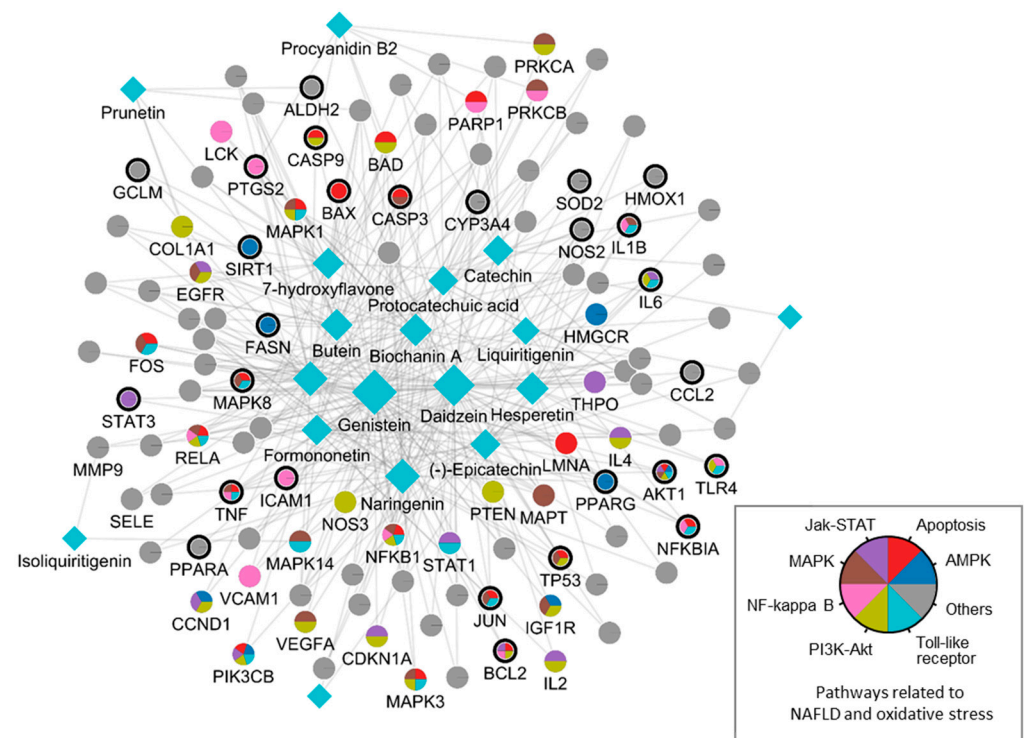 Procyanidin B2
PRKCA
ALDH2
Prunetin
PARP1
PRKCB
LCK
CASP9
BAD
PTGS2
GCLM
BAX
CASP3
CYP3A4
SOD2
HMOX1
MAPK1
COL1A1
NOS2
IL1B
SIRT1
Catechin
EGFR
7-hydroxyflavone
IL6
Protocatechuic acid
HMGCR
FASN
Butein
Biochanin A
Liquiritigenin
FOS
MAPK8
CCL2
THPO
STAT3
Genistein
Daidzein
Hesperetin
RELA
Formononetin
MMP9
(-)-Epicatechin
LMNA
IL4
TLR4
ICAM1
Naringenin
PPARG
AKT1
TNF
SELE
NOS3
PTEN
MAPT
NFKBIA
Isoliquiritigenin
PPARA
MAPK14
NFKB1
STAT1
TP53
VCAM1
CCND1
JUN
IGF1R
VEGFA
CDKN1A
PIK3CB
BCL2
IL2
MAPK3
Jak-STAT
Apoptosis
MAPK
AMPK
NF-kappa B
Others
PI3K-Akt
Toll-like
receptor
Pathways related to
NAFLD and oxidative stress